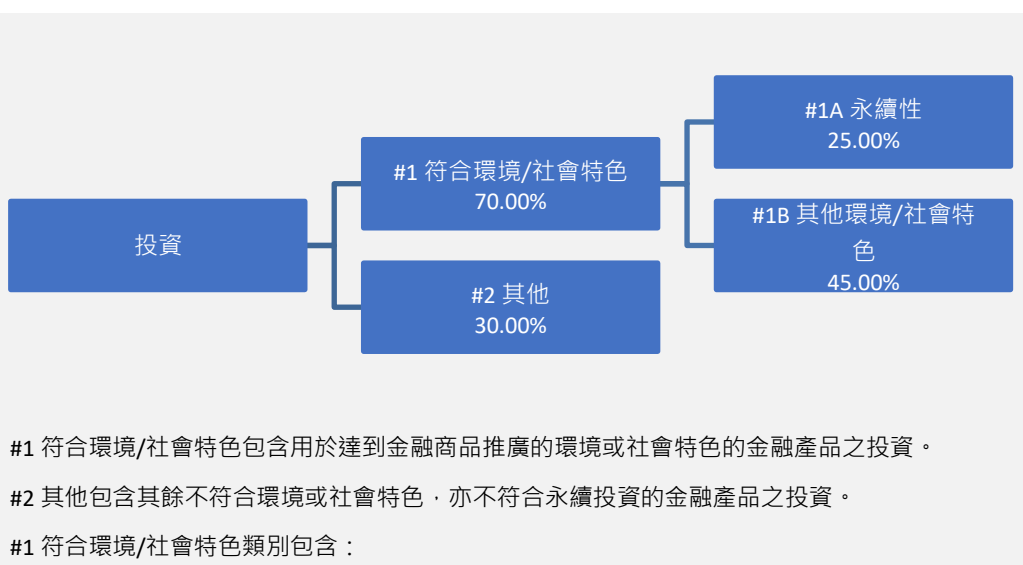 投資
#1 符合環境/社會特色
70.00%
#2 其他
30.00%
#1A 永續性
25.00%
#1B 其他環境/社會特
色
45.00%
#1 符合環境/社會特色包含用於達到金融商品推廣的環境或社會特色的金融產品之投資。
#2 其他包含其餘不符合環境或社會特色，亦不符合永續投資的金融產品之投資。
#1 符合環境/社會特色類別包含：